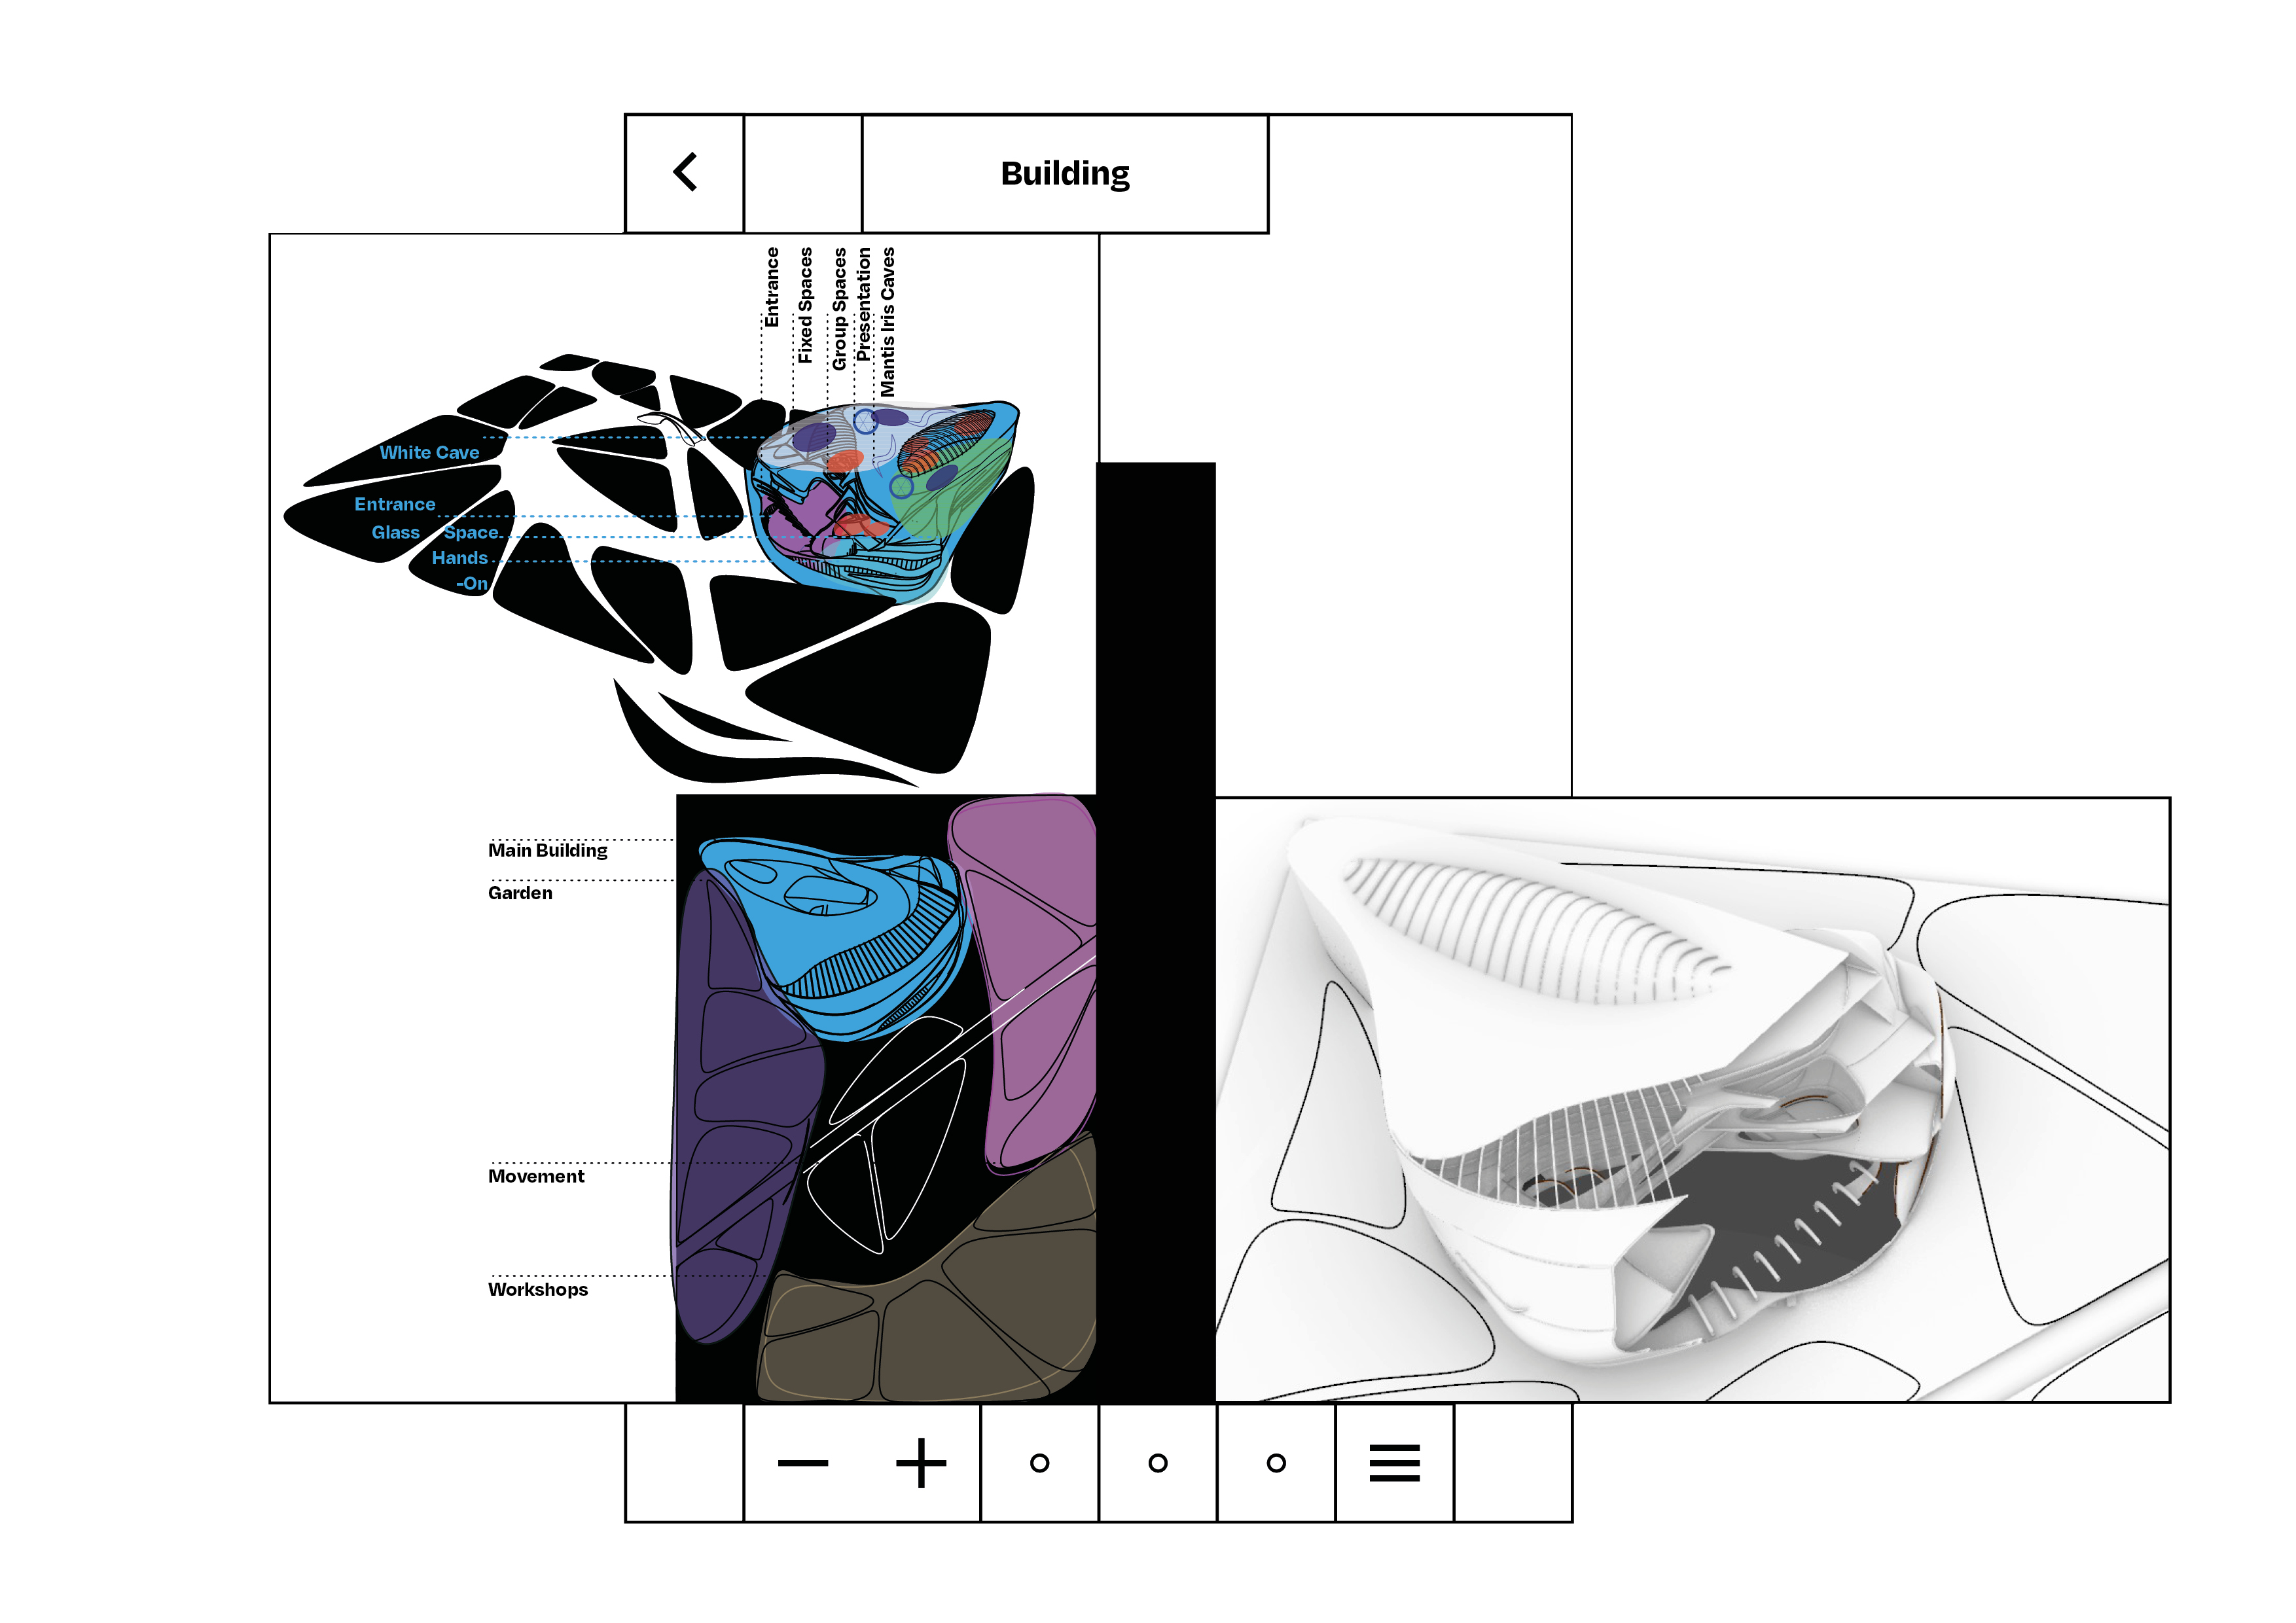 Building
Entrance
Fixed Spaces
Group Spaces
Presentation
Mantis Iris Caves
White Cave
Entrance
Glass Space
Hands
-On
Main Building
Garden
Movement
Workshops